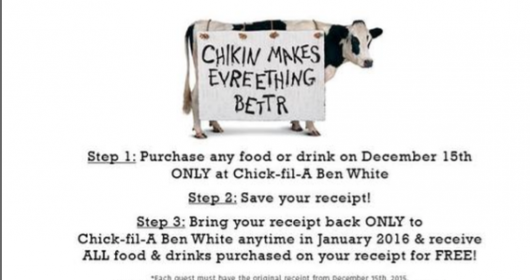 CHIKIN MAKES
EVREETHING
BETTR
Step 1: Purchase any food or drink on December 15th
ONLY at Chick-fil-A Ben White
Step 2: Save your receipt!
Step 3: Bring your receipt back ONLY to
Chick-fil-A Ben White anytime in January 2016 & receive
ALL food & drinks purchased on your receipt for FREE!
*Each guest must have the original receipt from December 15th, 2015.